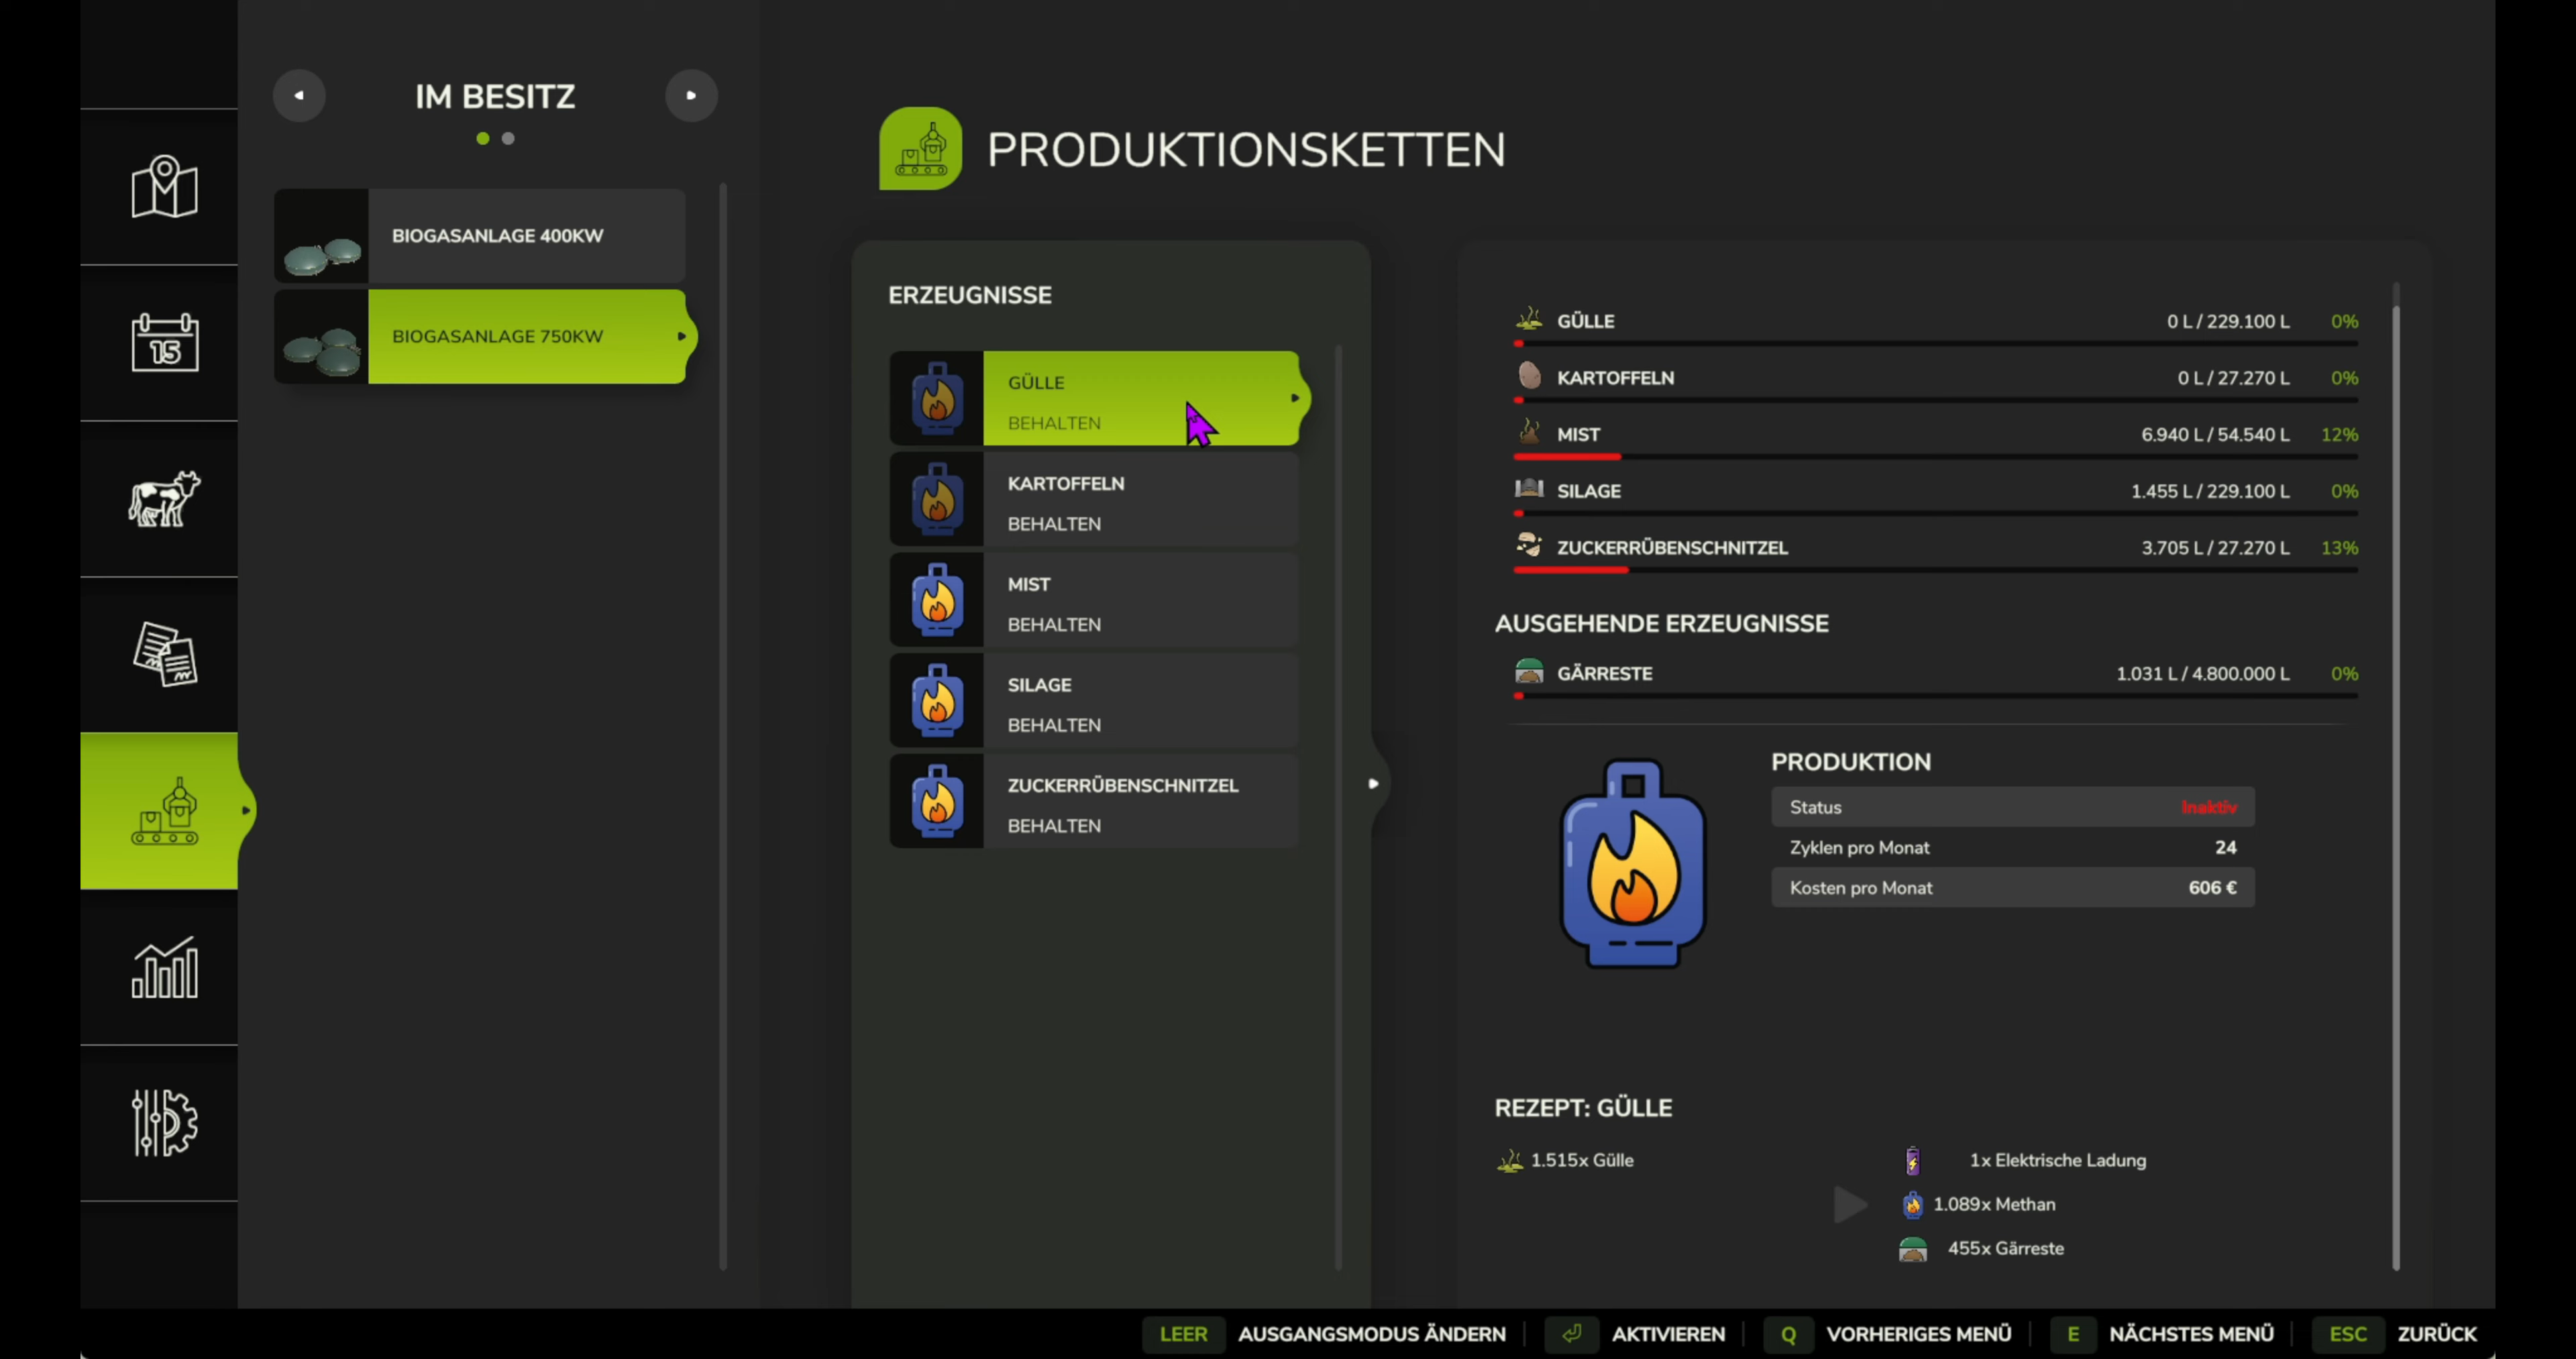 IM BESITZ
BIOGASANLAGE 400KW
BIOGASANLAGE 750KW
15
PRODUKTIONSKETTEN
ERZEUGNISSE
GÜLLE
BEHALTEN
KARTOFFELN
BEHALTEN
MIST
BEHALTEN
SILAGE
BEHALTEN
ZUCKERRÜBENSCHNITZEL
BEHALTEN
GÜLLE 0 L / 229.100 L 0%
KARTOFFELN 0 L / 27.270 L 0%
MIST 6.940 L / 54.540 L 12%
SILAGE 1.455 L / 229.100 L 0%
ZUCKERRÜBENSCHNITZEL 3.705 L / 27.270 L 13%
AUSGEHENDE ERZEUGNISSE
GÄRRESTE 1.031 L / 4.800.000 L 0%
PRODUKTION
Status Inaktiv
Zyklen pro Monat 24
Kosten pro Monat 606 €
REZEPT: GÜLLE
1.515x Gülle
1x Elektrische Ladung
1.089x Methan
455x Gärreste
LEER AUSGANGSMODUS ÄNDERN AKTIVIEREN Q VORHERIGES MENÜ E NÄCHSTES MENÜ ESC ZURÜCK